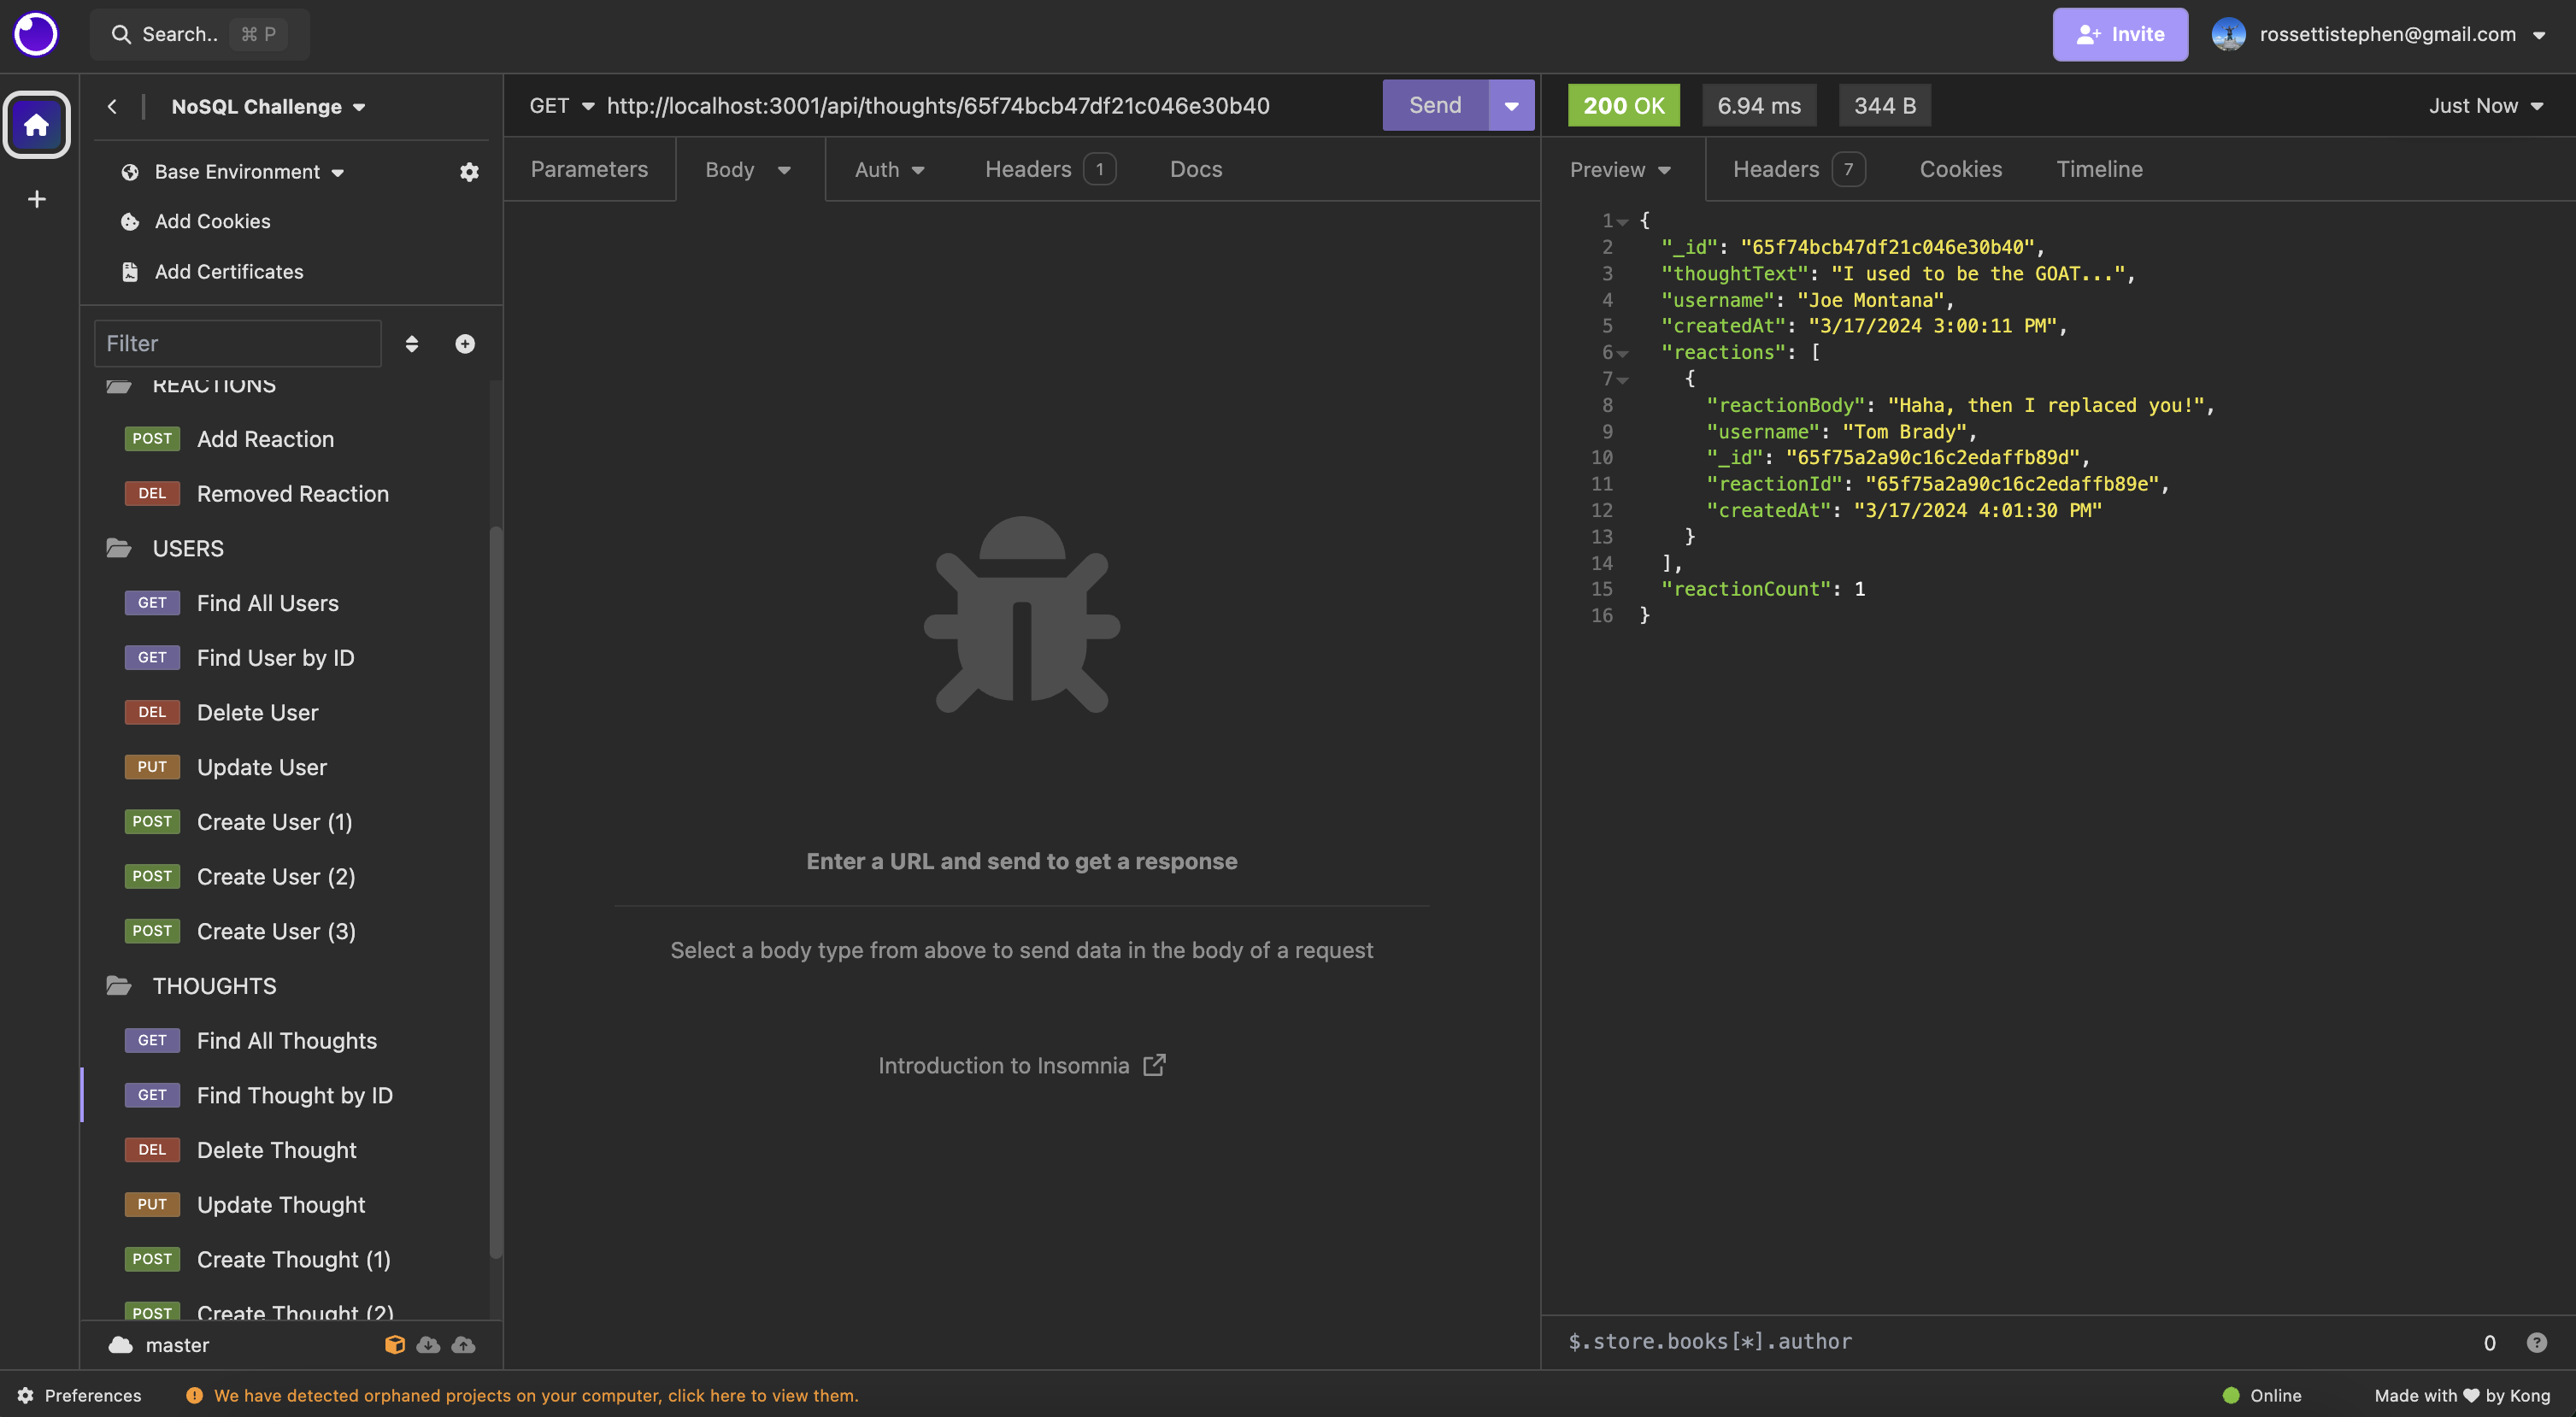 Search.. ⌘ P
Invite
rossettistephen@gmail.com
NoSQL Challenge
Base Environment
Add Cookies
Add Certificates
Filter
REACTIONS
POST Add Reaction
DEL Removed Reaction
USERS
GET Find All Users
GET Find User by ID
DEL Delete User
PUT Update User
POST Create User (1)
POST Create User (2)
POST Create User (3)
THOUGHTS
GET Find All Thoughts
GET Find Thought by ID
DEL Delete Thought
PUT Update Thought
POST Create Thought (1)
POST Create Thought (2)
master
GET http://localhost:3001/api/thoughts/65f74bcb47df21c046e30b40 Send
Parameters Body Auth Headers 1 Docs
Enter a URL and send to get a response
Select a body type from above to send data in the body of a request
Introduction to Insomnia
200 OK 6.94 ms 344 B Just Now
Preview Headers 7 Cookies Timeline
1 {
2 "_id": "65f74bcb47df21c046e30b40",
3 "thoughtText": "I used to be the GOAT...",
4 "username": "Joe Montana",
5 "createdAt": "3/17/2024 3:00:11 PM",
6 "reactions": [
7 {
8 "reactionBody": "Haha, then I replaced you!",
9 "username": "Tom Brady",
10 "_id": "65f75a2a90c16c2edaffb89d",
11 "reactionId": "65f75a2a90c16c2edaffb89e",
12 "createdAt": "3/17/2024 4:01:30 PM"
13 }
14 ],
15 "reactionCount": 1
16 }
$.store.books[*].author 0 ?
Preferences
We have detected orphaned projects on your computer, click here to view them.
Online
Made with ♥ by Kong